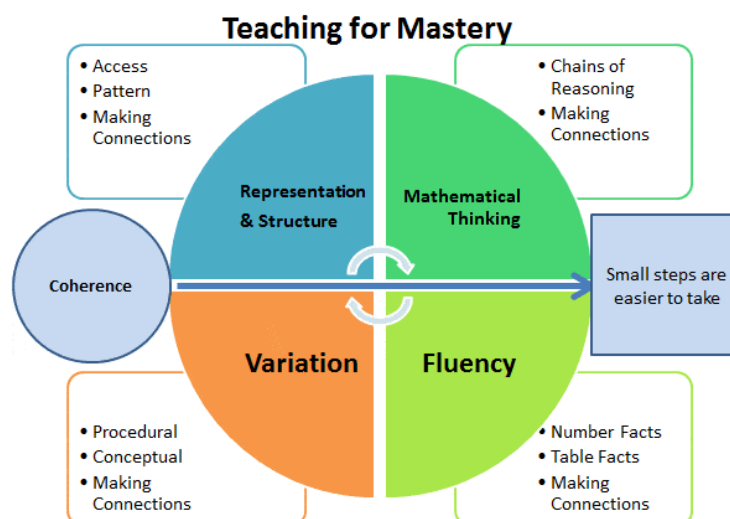 Teaching for Mastery
• Access
• Pattern
• Making
Connections
• Chains of
Reasoning
• Making
Connections
Representation
& Structure
Mathematical
Thinking
Coherence
Small steps are
easier to take
Variation
Fluency
• Procedural
• Conceptual
• Making
Connections
• Number Facts
• Table Facts
• Making
Connections